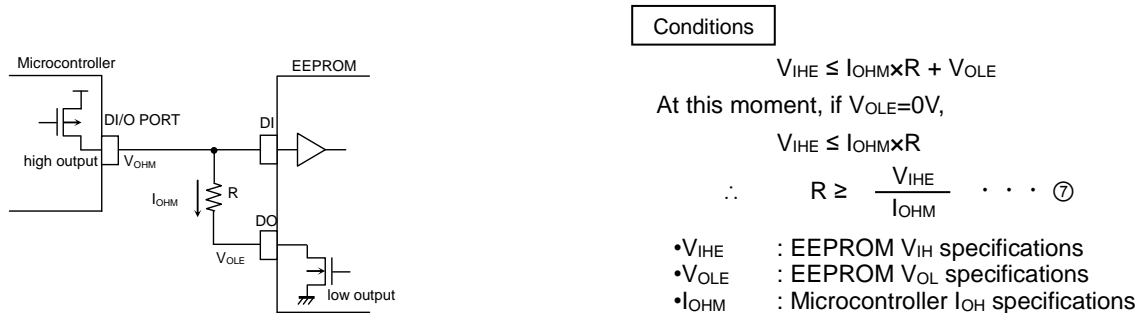 Microcontroller
EEPROM
DI/O PORT
DI
high output
VOHM
IOHM
R
DO
VOLE
low output
Conditions
VIHE ≤ IOHM×R + VOLE
At this moment, if VOLE=0V,
VIHE ≤ IOHM×R
∴ R ≥ VIHE / IOHM ・・・ ⑦
•VIHE : EEPROM VIH specifications
•VOLE : EEPROM VOL specifications
•IOHM : Microcontroller IOH specifications